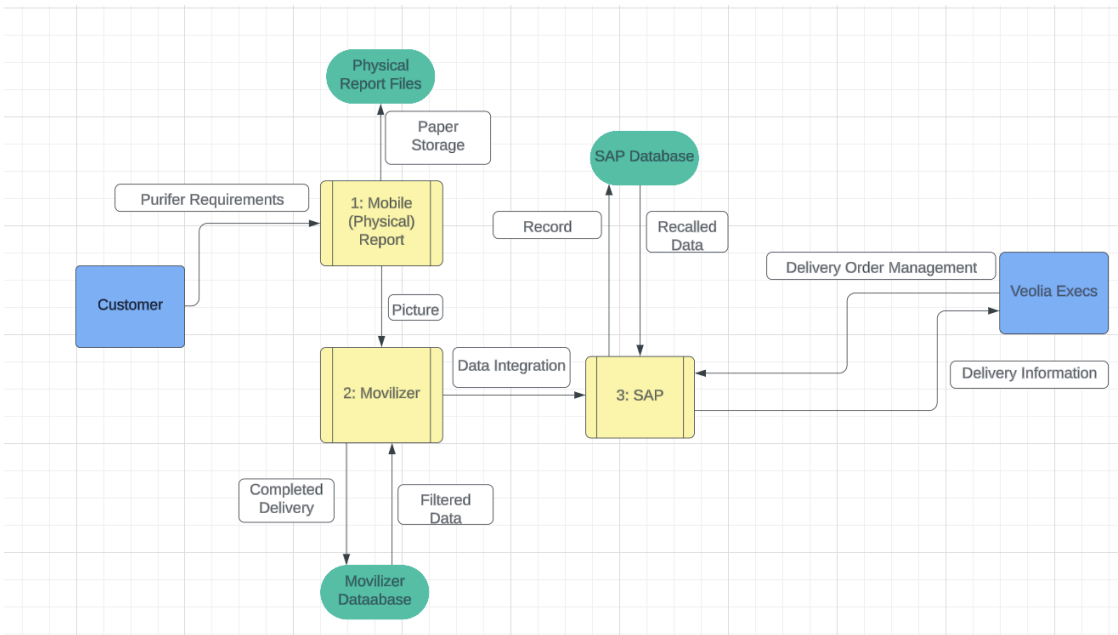 Physical
Report Files
Paper
Storage
SAP Database
Purifer Requirements
1: Mobile
(Physical)
Report
Record
Recalled
Data
Delivery Order Management
Veolia Execs
Customer
Picture
Data Integration
Delivery Information
2: Movilizer
3: SAP
Completed
Delivery
Filtered
Data
Movilizer
Dataabase